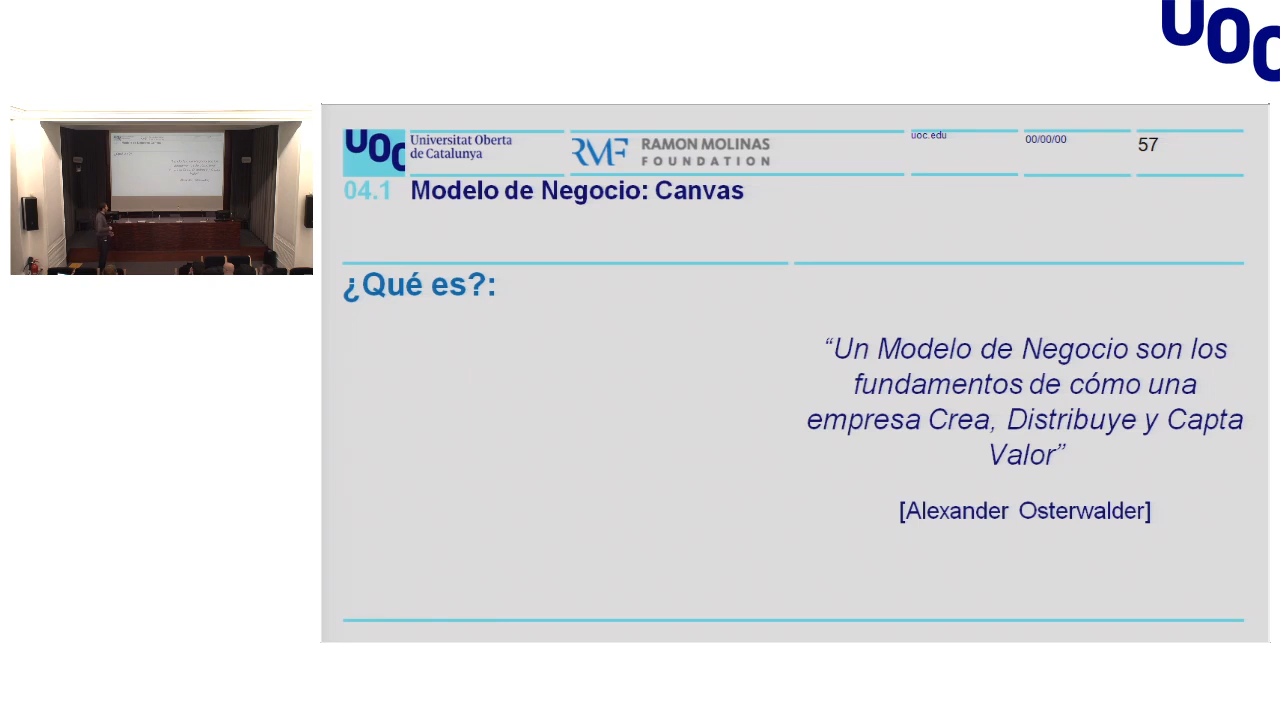 UOC
UOC
Universitat Oberta
de Catalunya
RMF
RAMON MOLINAS
FOUNDATION
uoc.edu
00/00/00
57
04.1 Modelo de Negocio: Canvas
¿Qué es?:
“Un Modelo de Negocio son los
fundamentos de cómo una
empresa Crea, Distribuye y Capta
Valor”
[Alexander Osterwalder]